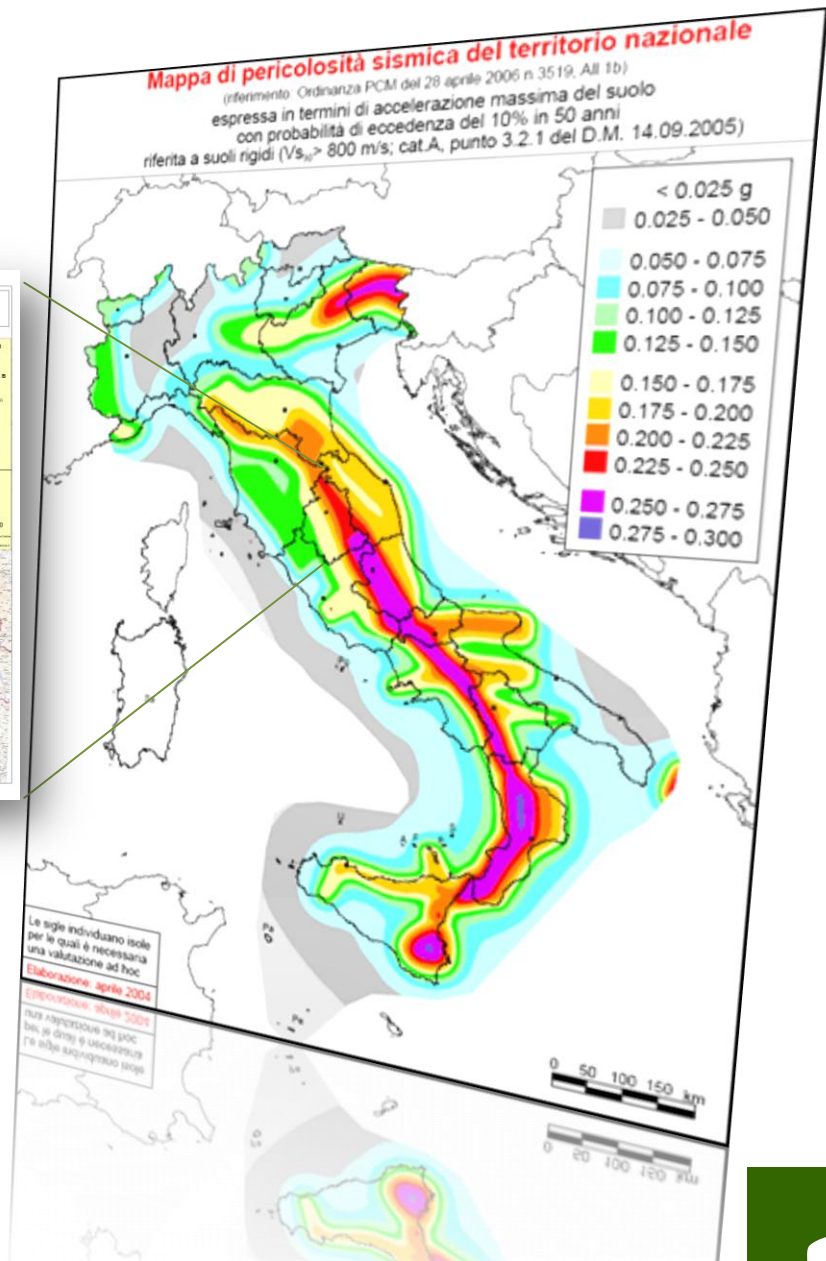 Mappa di pericolosità sismica del territorio nazionale
(riferimento: Ordinanza PCM del 28 aprile 2006 n.3519, All 1b)
espressa in termini di accelerazione massima del suolo
con probabilità di eccedenza del 10% in 50 anni
riferita a suoli rigidi (Vs₃₀> 800 m/s; cat.A, punto 3.2.1 del D.M. 14.09.2005)
< 0.025 g
0.025 - 0.050
0.050 - 0.075
0.075 - 0.100
0.100 - 0.125
0.125 - 0.150
0.150 - 0.175
0.175 - 0.200
0.200 - 0.225
0.225 - 0.250
0.250 - 0.275
0.275 - 0.300
U
Pa
Pe
Le sigle individuano isole
per le quali è necessaria
una valutazione ad hoc
Elaborazione: aprile 2004
0 50 100 150 km